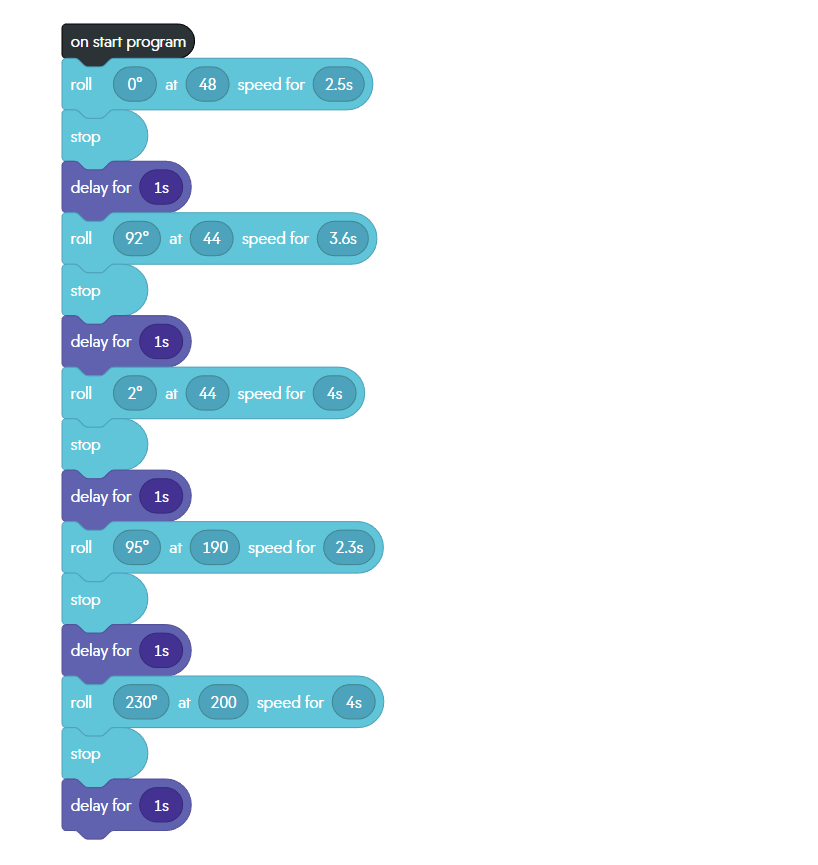 on start program
roll 0° at 48 speed for 2.5s
stop
delay for 1s
roll 92° at 44 speed for 3.6s
stop
delay for 1s
roll 2° at 44 speed for 4s
stop
delay for 1s
roll 95° at 190 speed for 2.3s
stop
delay for 1s
roll 230° at 200 speed for 4s
stop
delay for 1s